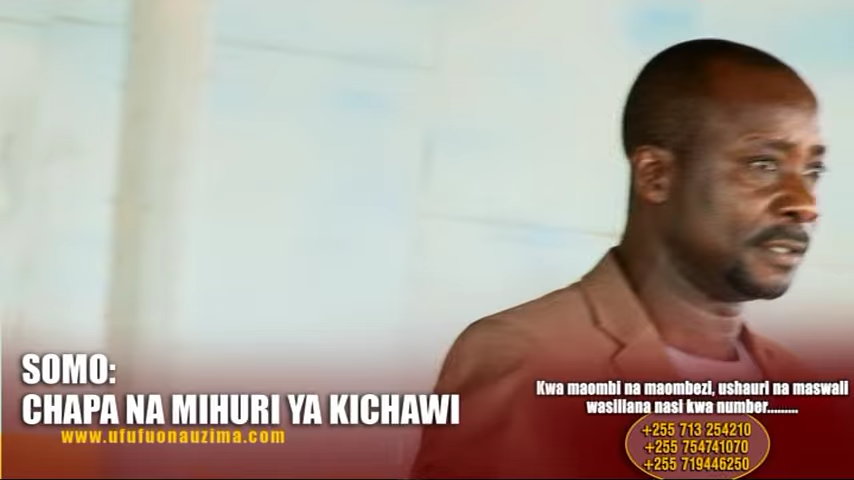 SOMO:
CHAPA NA MIHURI YA KICHAWI
www.ufufuonauzima.com
Kwa maombi na maombezi, ushauri na maswali
wasiliana nasi kwa number.........
+255 713 254210
+255 754741070
+255 719446250